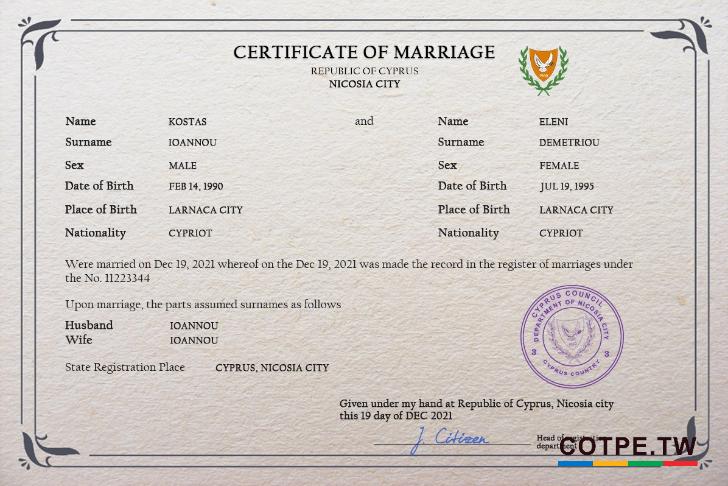 CERTIFICATE OF MARRIAGE
REPUBLIC OF CYPRUS
NICOSIA CITY
Name KOSTAS and Name ELENI
Surname IOANNOU Surname DEMETRIOU
Sex MALE Sex FEMALE
Date of Birth FEB 14, 1990 Date of Birth JUL 19, 1995
Place of Birth LARNACA CITY Place of Birth LARNACA CITY
Nationality CYPRIOT Nationality CYPRIOT
Were married on Dec 19, 2021 whereof on the Dec 19, 2021 was made the record in the register of marriages under
the No. 11223344
Upon marriage, the parts assumed surnames as follows
Husband IOANNOU
Wife IOANNOU
State Registration Place CYPRUS, NICOSIA CITY
CYPRUS COUNCIL
DEPARTMENT OF NICOSIA CITY
3 3
CYPRUS COUNTRY
Given under my hand at Republic of Cyprus, Nicosia city
this 19 day of DEC 2021
J. Citizen
Head of registration
department
COTPE.TW